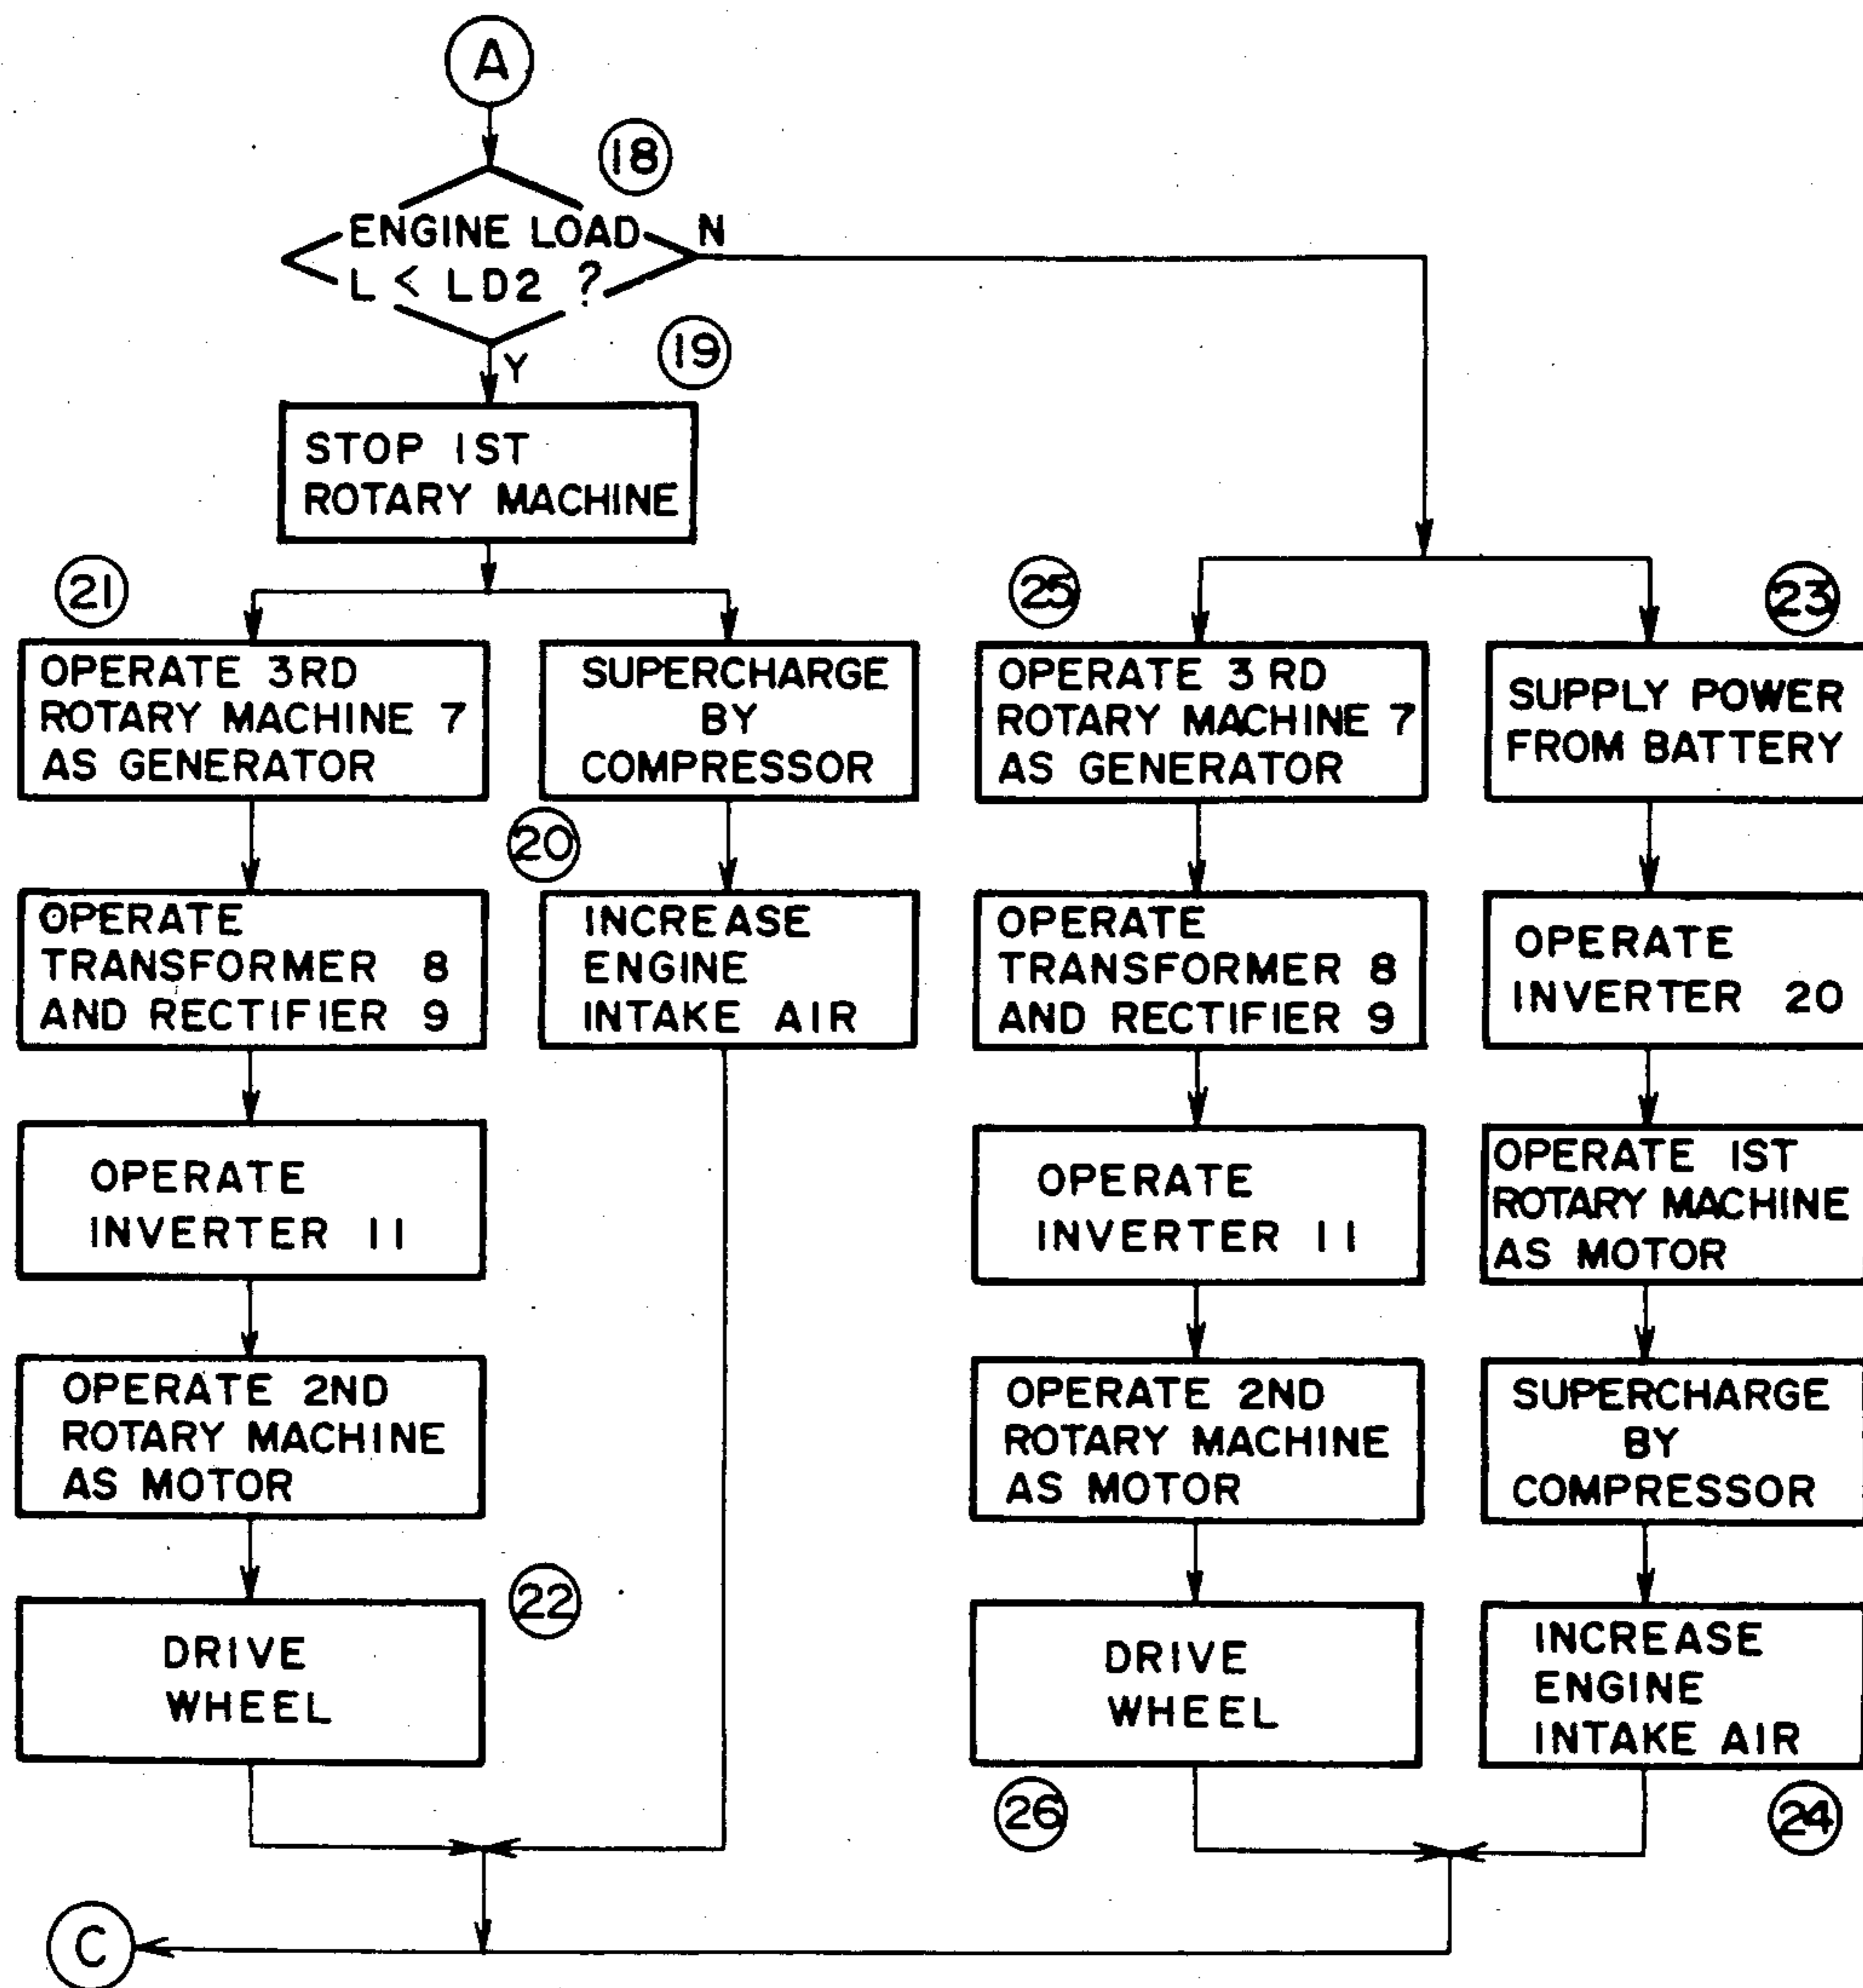 A
18
ENGINE LOAD
L < LD2 ?
N
Y
19
STOP 1ST
ROTARY MACHINE
21
OPERATE 3RD
ROTARY MACHINE 7
AS GENERATOR
SUPERCHARGE
BY
COMPRESSOR
20
OPERATE
TRANSFORMER 8
AND RECTIFIER 9
INCREASE
ENGINE
INTAKE AIR
OPERATE
INVERTER 11
OPERATE 2ND
ROTARY MACHINE
AS MOTOR
22
DRIVE
WHEEL
25
OPERATE 3RD
ROTARY MACHINE 7
AS GENERATOR
23
SUPPLY POWER
FROM BATTERY
OPERATE
TRANSFORMER 8
AND RECTIFIER 9
OPERATE
INVERTER 20
OPERATE
INVERTER 11
OPERATE 1ST
ROTARY MACHINE
AS MOTOR
OPERATE 2ND
ROTARY MACHINE
AS MOTOR
SUPERCHARGE
BY
COMPRESSOR
DRIVE
WHEEL
INCREASE
ENGINE
INTAKE AIR
26
24
C